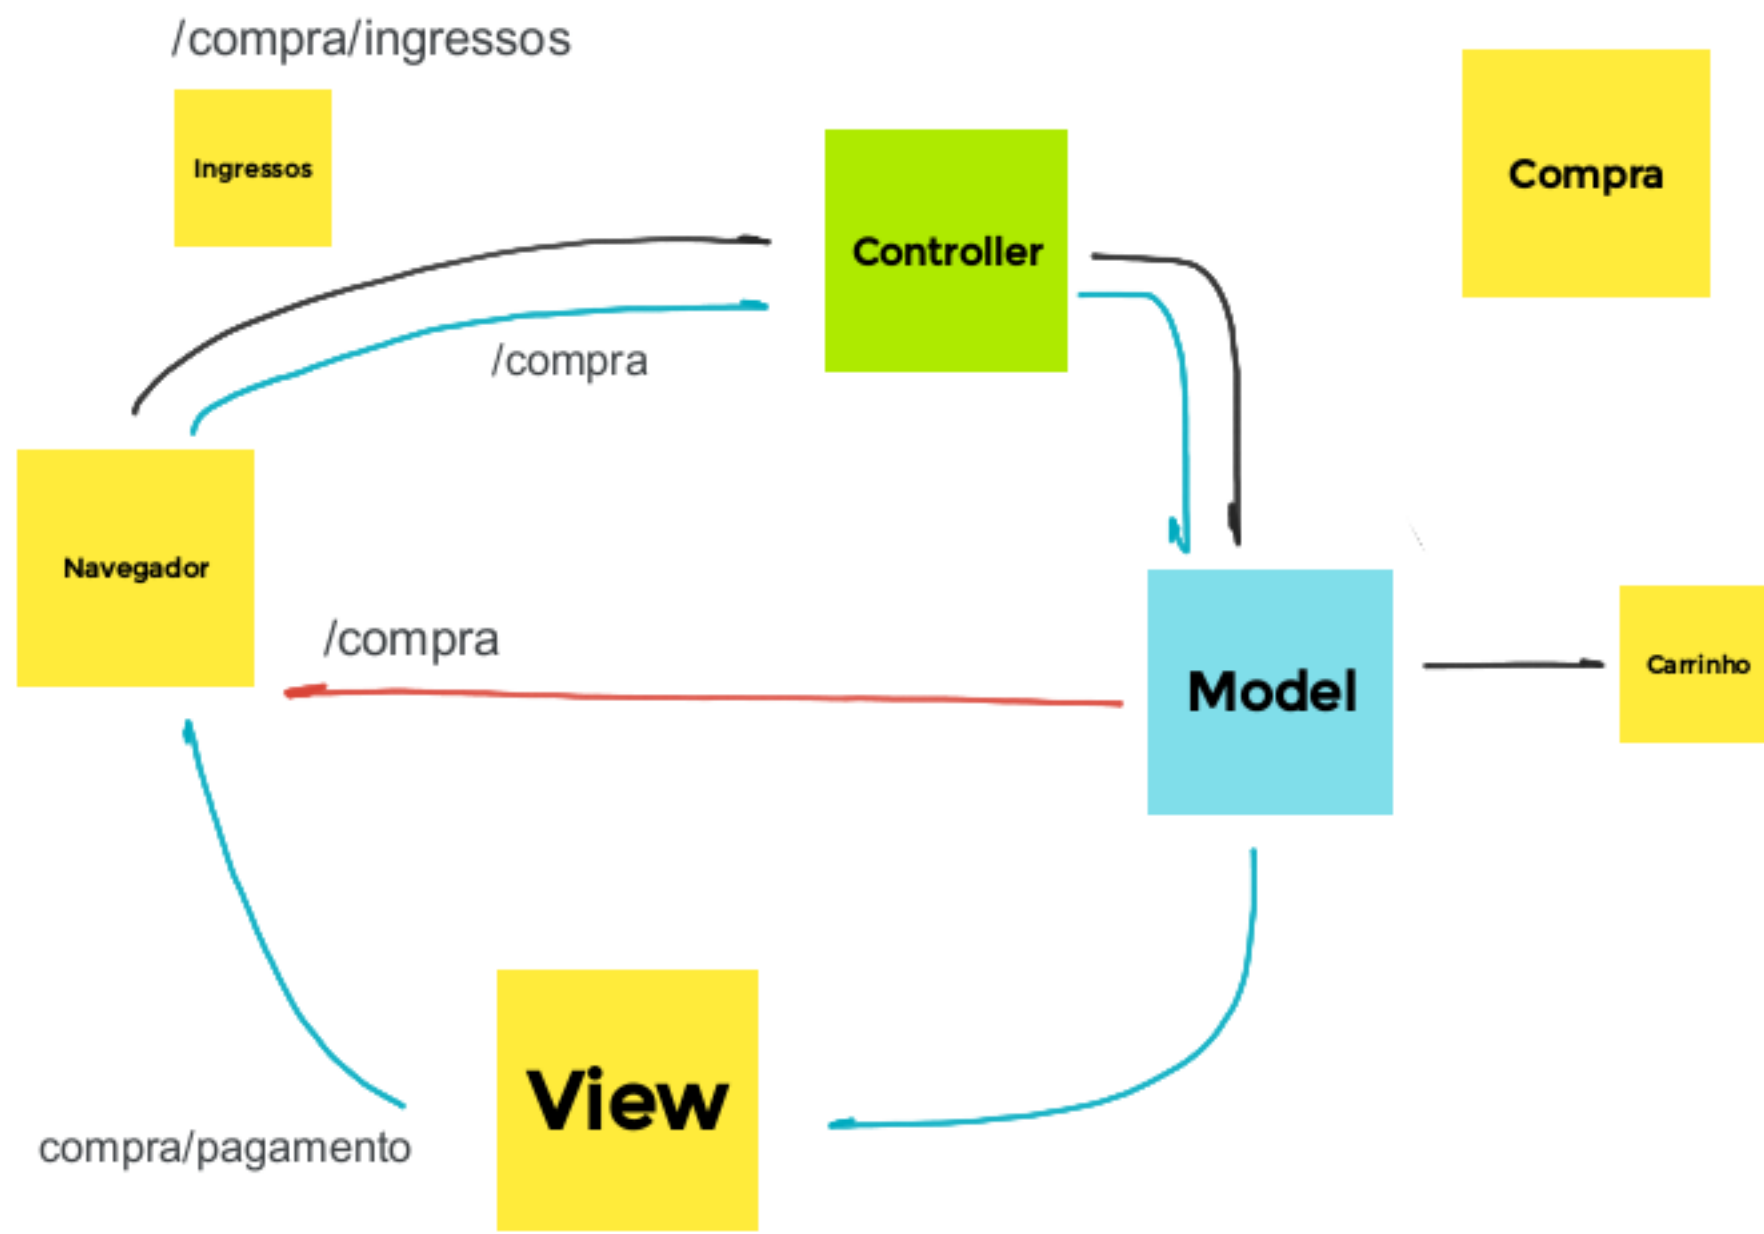 /compra/ingressos
Ingressos
Compra
Controller
/compra
Navegador
/compra
Model
Carrinho
View
compra/pagamento